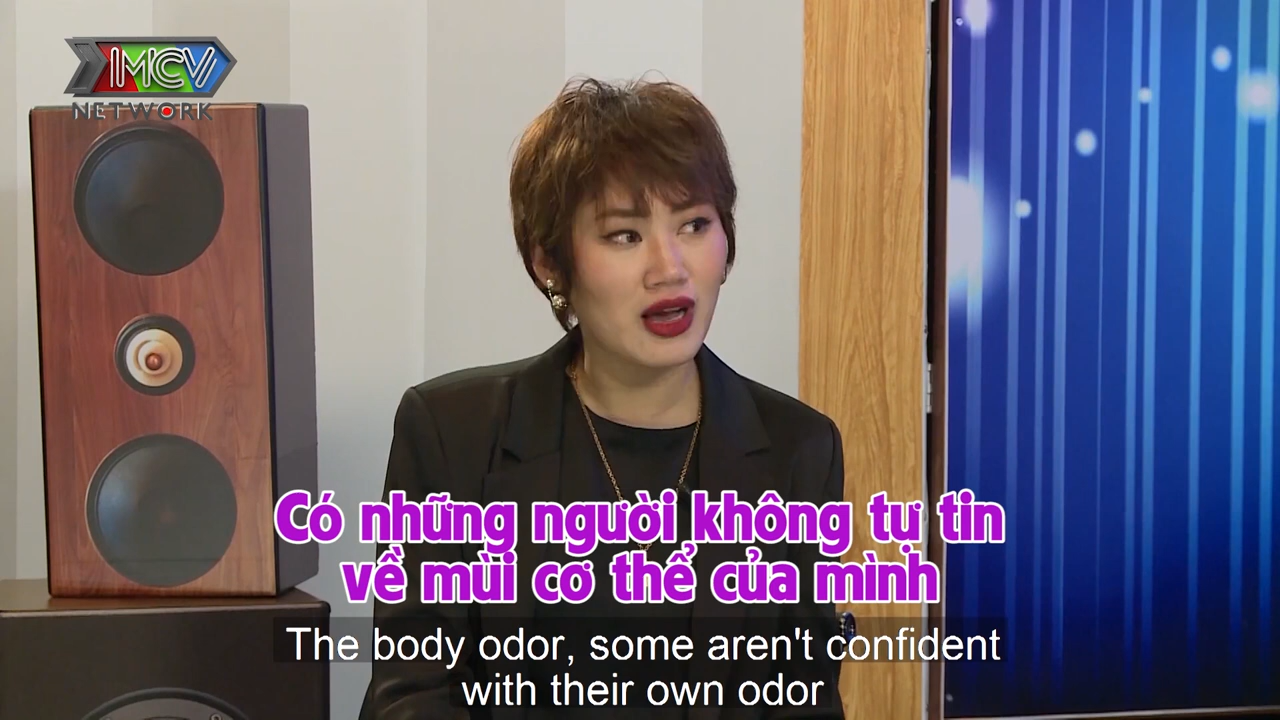 MCV
NETWORK
Có những người không tự tin
về mùi cơ thể của mình
The body odor, some aren't confident
with their own odor